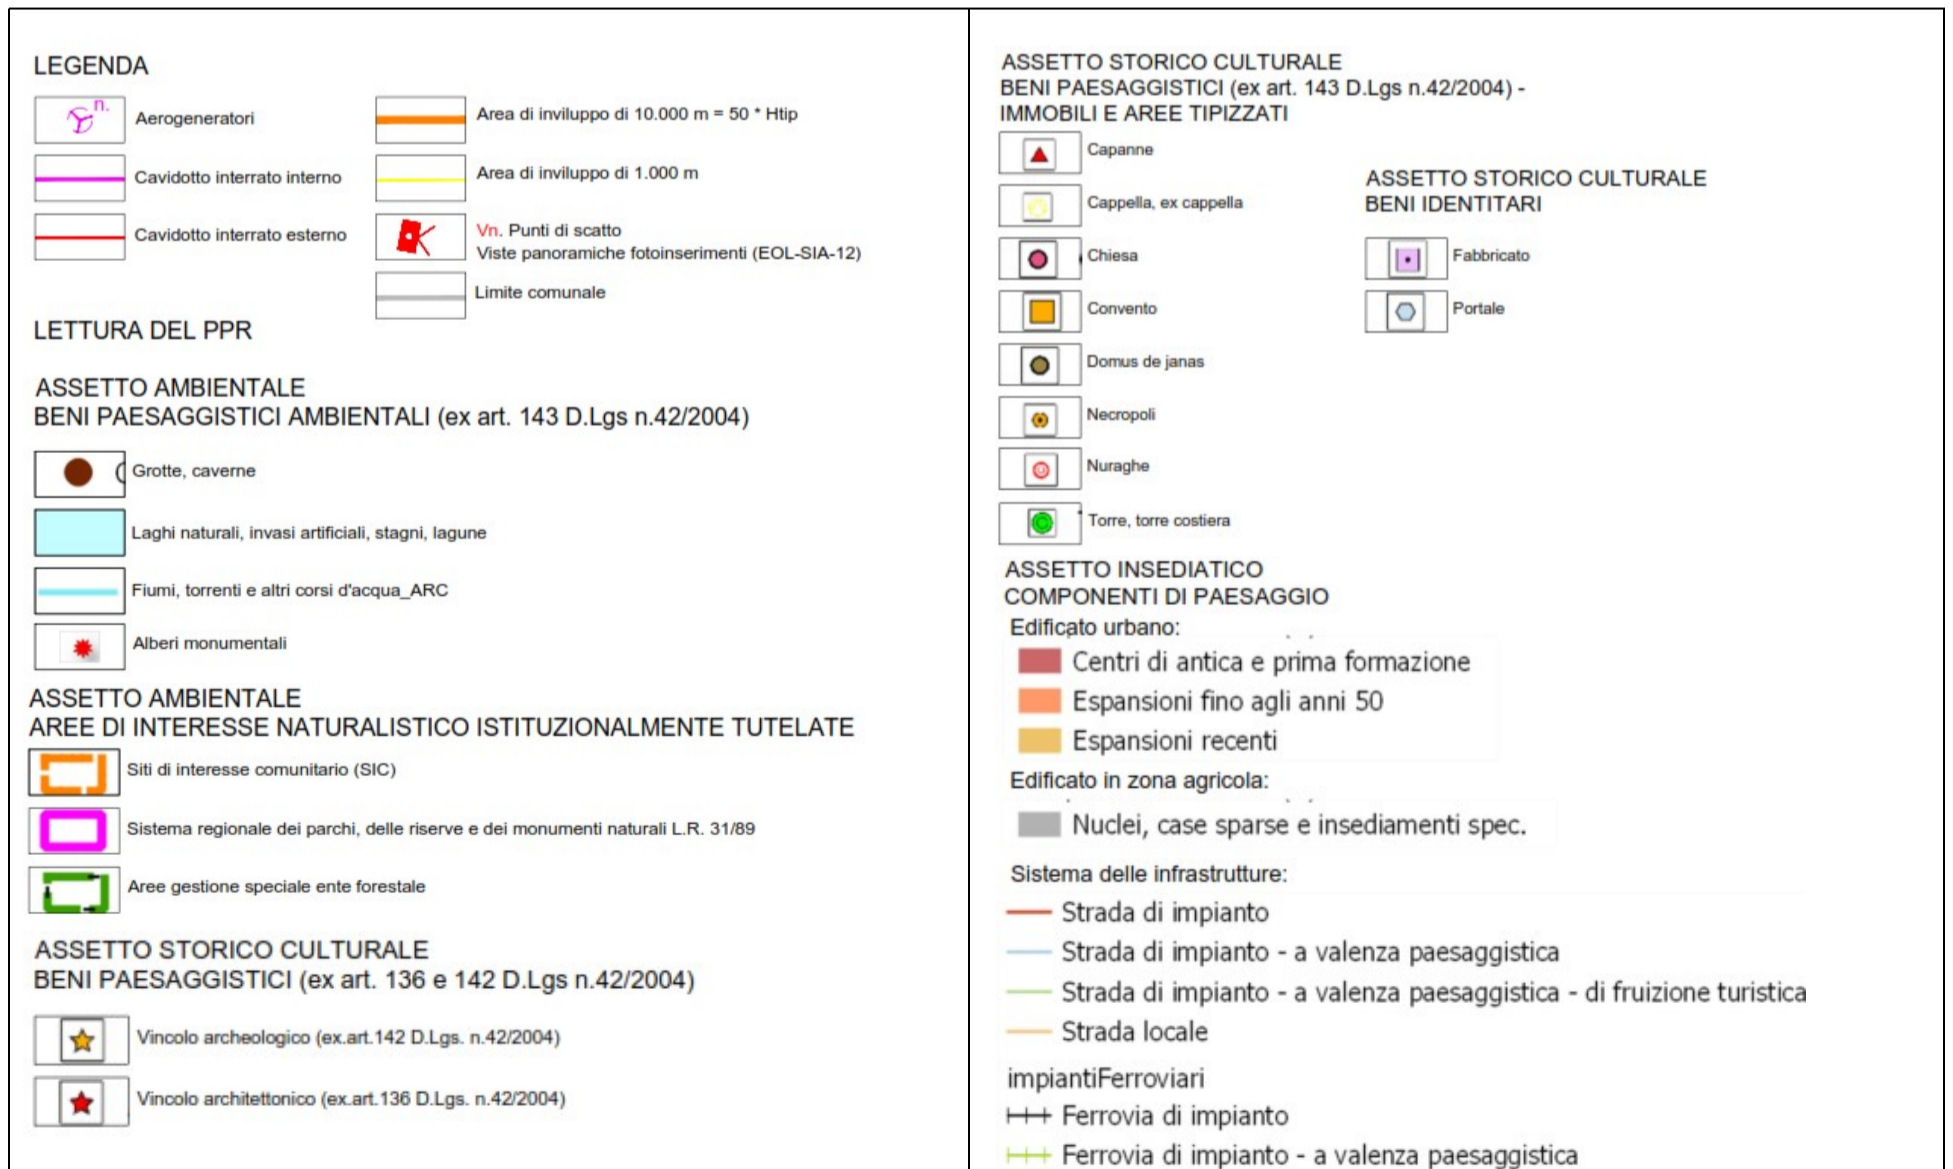 LEGENDA
n.
Aerogeneratori
Cavidotto interrato interno
Cavidotto interrato esterno
Area di inviluppo di 10.000 m = 50 * Htip
Area di inviluppo di 1.000 m
Vn. Punti di scatto
Viste panoramiche fotoinserimenti (EOL-SIA-12)
Limite comunale
LETTURA DEL PPR
ASSETTO AMBIENTALE
BENI PAESAGGISTICI AMBIENTALI (ex art. 143 D.Lgs n.42/2004)
Grotte, caverne
Laghi naturali, invasi artificiali, stagni, lagune
Fiumi, torrenti e altri corsi d'acqua_ARC
Alberi monumentali
ASSETTO AMBIENTALE
AREE DI INTERESSE NATURALISTICO ISTITUZIONALMENTE TUTELATE
Siti di interesse comunitario (SIC)
Sistema regionale dei parchi, delle riserve e dei monumenti naturali L.R. 31/89
Aree gestione speciale ente forestale
ASSETTO STORICO CULTURALE
BENI PAESAGGISTICI (ex art. 136 e 142 D.Lgs n.42/2004)
Vincolo archeologico (ex.art.142 D.Lgs. n.42/2004)
Vincolo architettonico (ex.art.136 D.Lgs. n.42/2004)
ASSETTO STORICO CULTURALE
BENI PAESAGGISTICI (ex art. 143 D.Lgs n.42/2004) -
IMMOBILI E AREE TIPIZZATI
Capanne
Cappella, ex cappella
Chiesa
Convento
Domus de janas
Necropoli
Nuraghe
Torre, torre costiera
ASSETTO STORICO CULTURALE
BENI IDENTITARI
Fabbricato
Portale
ASSETTO INSEDIATICO
COMPONENTI DI PAESAGGIO
Edificato urbano:
Centri di antica e prima formazione
Espansioni fino agli anni 50
Espansioni recenti
Edificato in zona agricola:
Nuclei, case sparse e insediamenti spec.
Sistema delle infrastrutture:
Strada di impianto
Strada di impianto - a valenza paesaggistica
Strada di impianto - a valenza paesaggistica - di fruizione turistica
Strada locale
impiantiFerroviari
Ferrovia di impianto
Ferrovia di impianto - a valenza paesaggistica